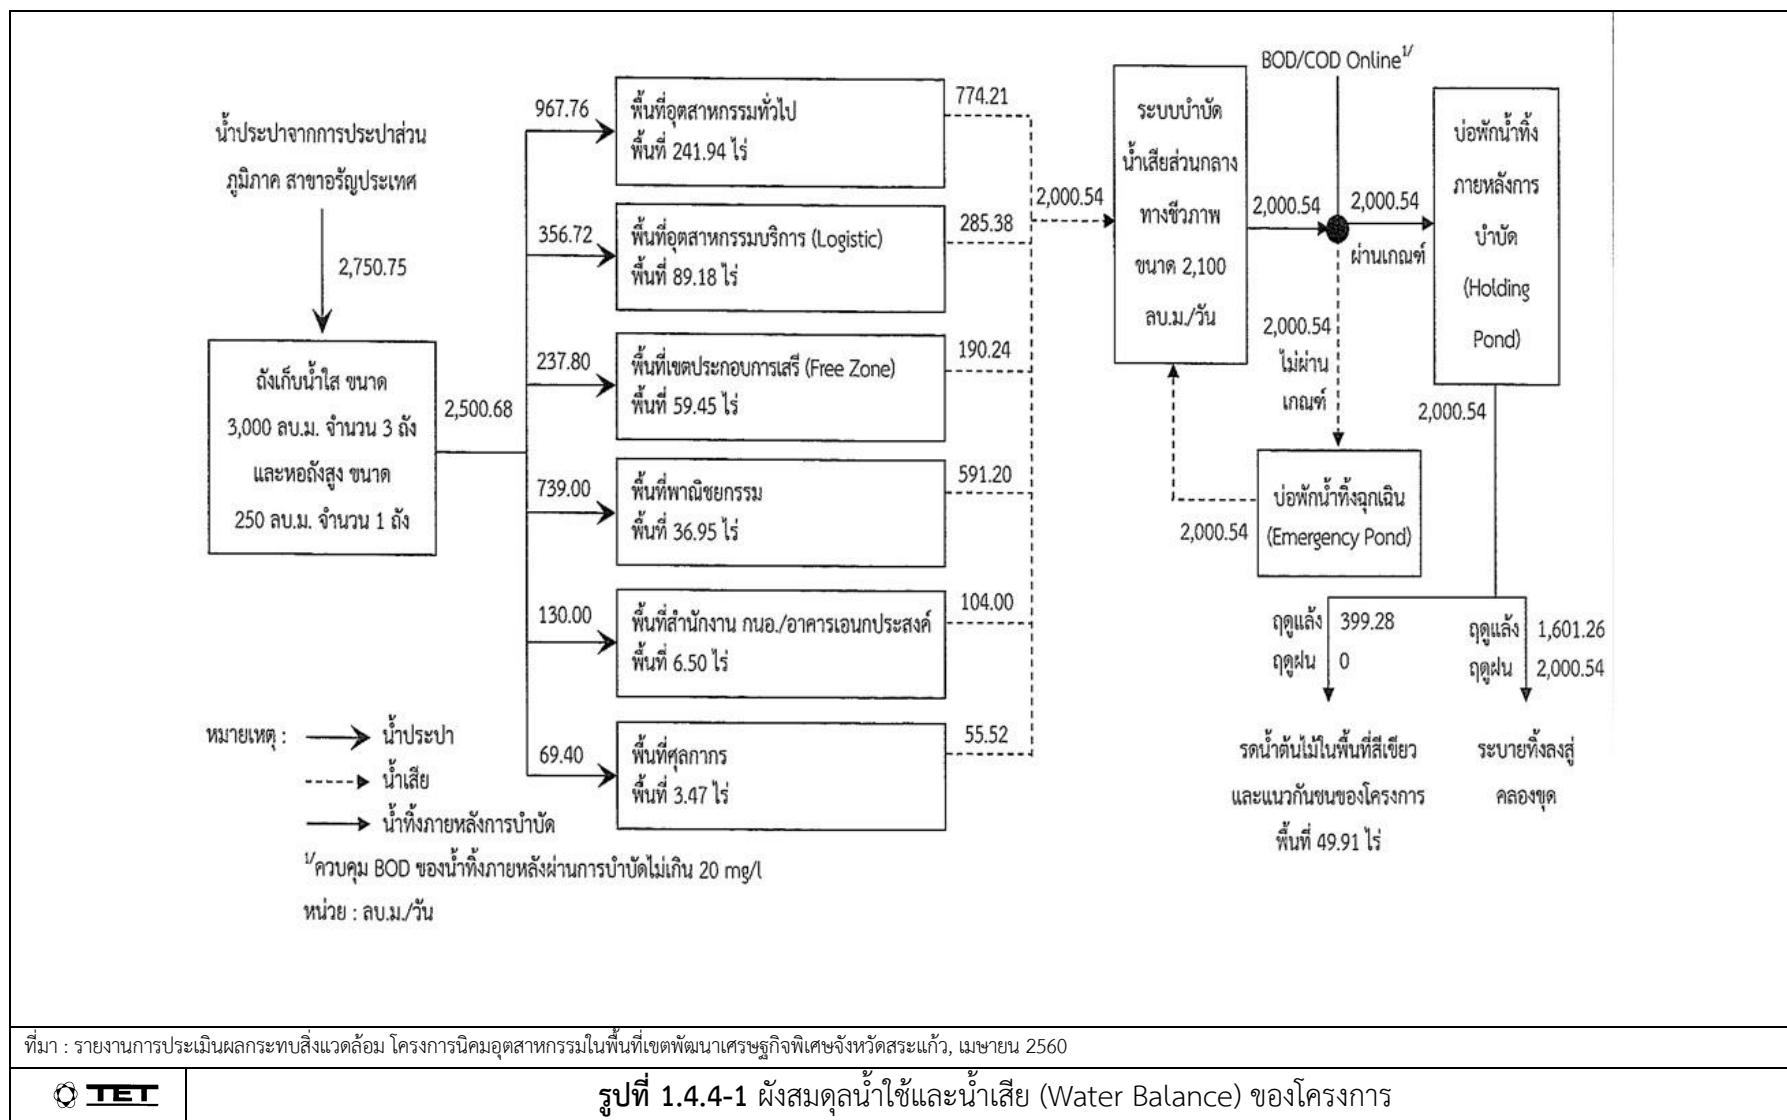 น้ำประปาจากการประปาส่วน
ภูมิภาค สาขาอรัญประเทศ
2,750.75
ถังเก็บน้ำใส ขนาด
3,000 ลบ.ม. จำนวน 3 ถัง
และหอถังสูง ขนาด
250 ลบ.ม. จำนวน 1 ถัง
2,500.68
967.76
พื้นที่อุตสาหกรรมทั่วไป
พื้นที่ 241.94 ไร่
774.21
356.72
พื้นที่อุตสาหกรรมบริการ (Logistic)
พื้นที่ 89.18 ไร่
285.38
237.80
พื้นที่เขตประกอบการเสรี (Free Zone)
พื้นที่ 59.45 ไร่
190.24
739.00
พื้นที่พาณิชยกรรม
พื้นที่ 36.95 ไร่
591.20
130.00
พื้นที่สำนักงาน กนอ./อาคารเอนกประสงค์
พื้นที่ 6.50 ไร่
104.00
69.40
พื้นที่ศุลกากร
พื้นที่ 3.47 ไร่
55.52
2,000.54
ระบบบำบัด
น้ำเสียส่วนกลาง
ทางชีวภาพ
ขนาด 2,100
ลบ.ม./วัน
2,000.54
BOD/COD Online1/
2,000.54
ผ่านเกณฑ์
บ่อพักน้ำทิ้ง
ภายหลังการ
บำบัด
(Holding
Pond)
2,000.54
ไม่ผ่าน
เกณฑ์
บ่อพักน้ำทิ้งฉุกเฉิน
(Emergency Pond)
2,000.54
2,000.54
ฤดูแล้ง 399.28
ฤดูฝน 0
ฤดูแล้ง 1,601.26
ฤดูฝน 2,000.54
รดน้ำต้นไม้ในพื้นที่สีเขียว
และแนวกันชนของโครงการ
พื้นที่ 49.91 ไร่
ระบายทิ้งลงสู่
คลองขุด
หมายเหตุ : น้ำประปา
น้ำเสีย
น้ำทิ้งภายหลังการบำบัด
1/ควบคุม BOD ของน้ำทิ้งภายหลังผ่านการบำบัดไม่เกิน 20 mg/l
หน่วย : ลบ.ม./วัน
ที่มา : รายงานการประเมินผลกระทบสิ่งแวดล้อม โครงการนิคมอุตสาหกรรมในพื้นที่เขตพัฒนาเศรษฐกิจพิเศษจังหวัดสระแก้ว, เมษายน 2560
TET
รูปที่ 1.4.4-1 ผังสมดุลน้ำใช้และน้ำเสีย (Water Balance) ของโครงการ